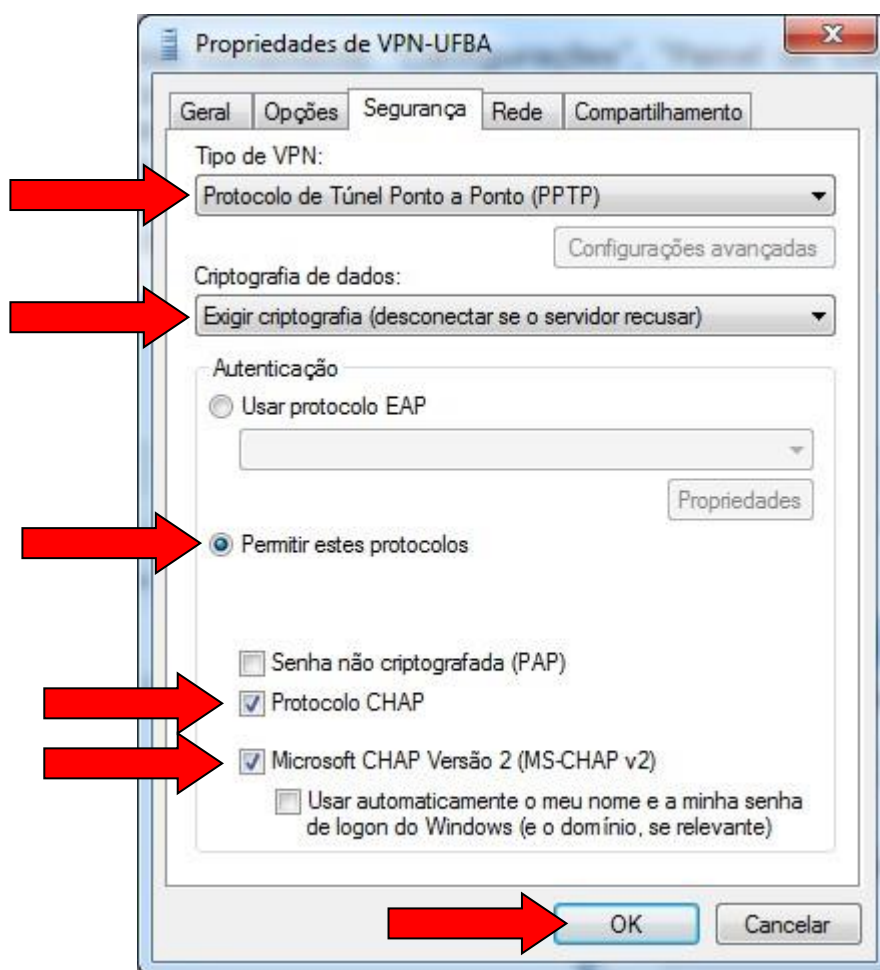 Propriedades de VPN-UFBA
Geral Opções Segurança Rede Compartilhamento
Tipo de VPN:
Protocolo de Túnel Ponto a Ponto (PPTP)
Configurações avançadas
Criptografia de dados:
Exigir criptografia (desconectar se o servidor recusar)
Autenticação
Usar protocolo EAP
Propriedades
Permitir estes protocolos
Senha não criptografada (PAP)
Protocolo CHAP
Microsoft CHAP Versão 2 (MS-CHAP v2)
Usar automaticamente o meu nome e a minha senha
de logon do Windows (e o domínio, se relevante)
OK Cancelar